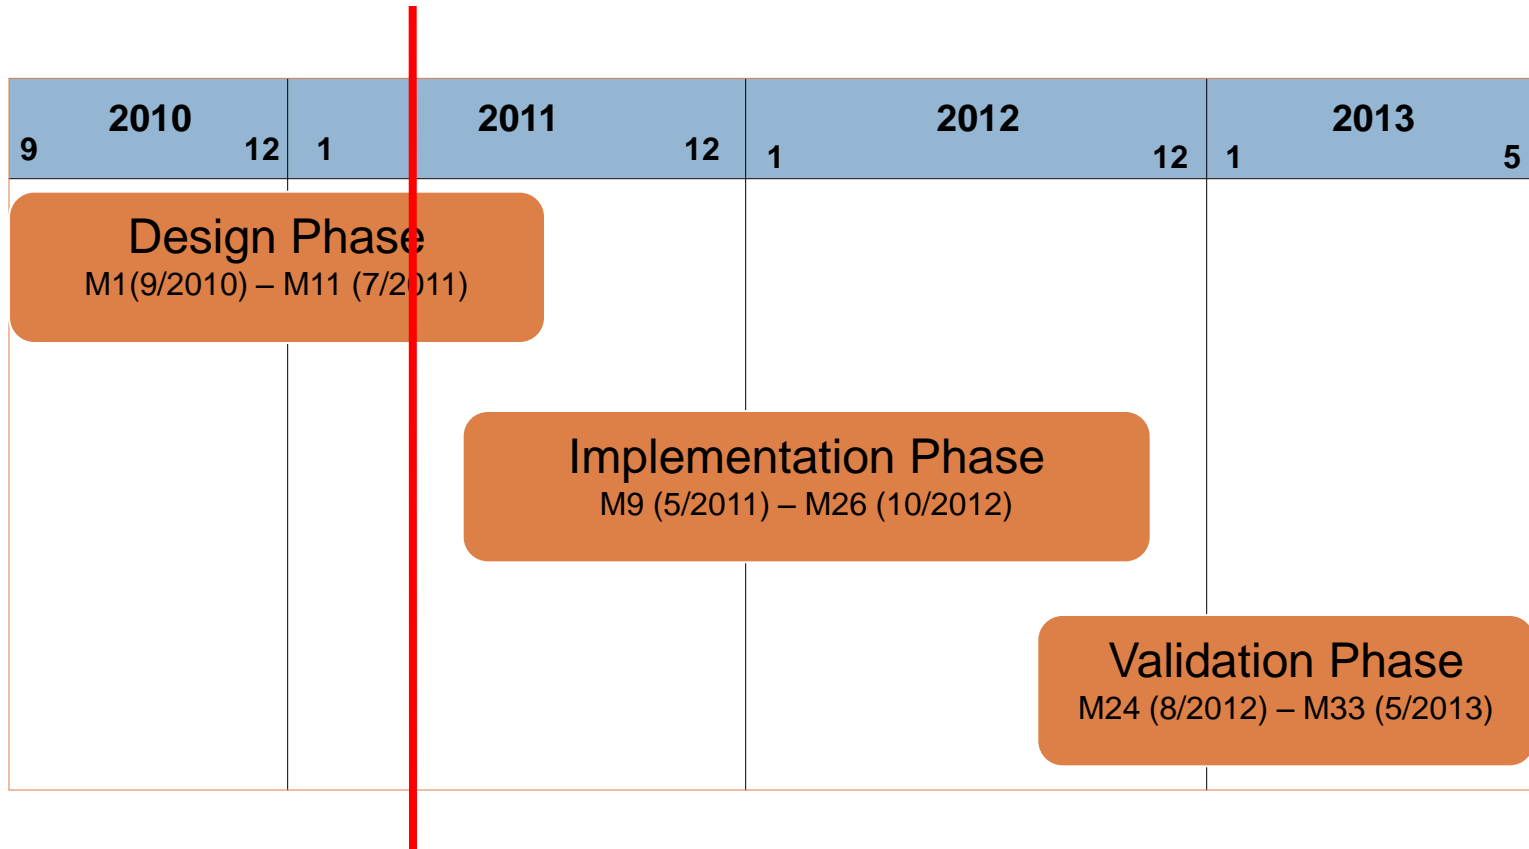 2010
2011
2012
2013
9
12
1
12
1
12
1
5
Design Phase
M1(9/2010) – M11 (7/2011)
Implementation Phase
M9 (5/2011) – M26 (10/2012)
Validation Phase
M24 (8/2012) – M33 (5/2013)